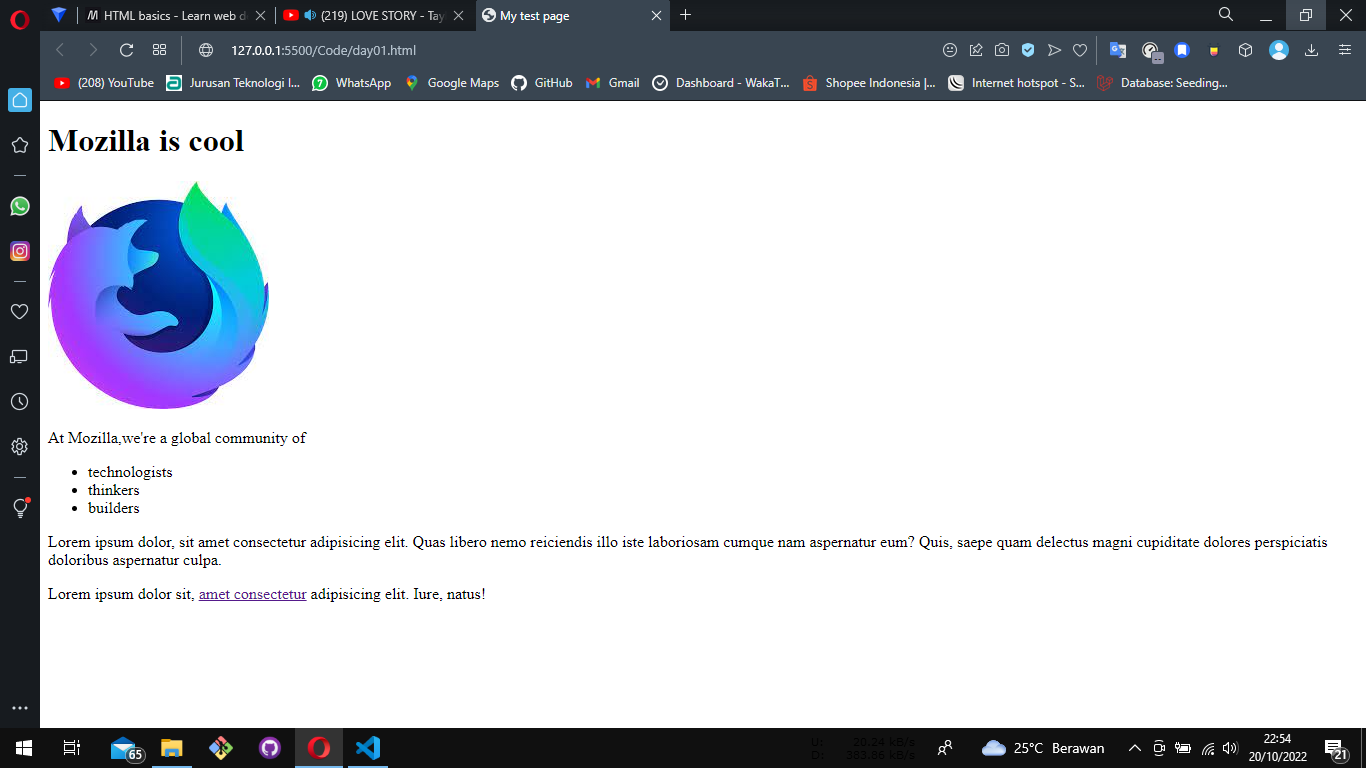 HTML basics - Learn web d
(219) LOVE STORY - Tay
My test page
127.0.0.1:5500/Code/day01.html
(208) YouTube
Jurusan Teknologi I...
WhatsApp
Google Maps
GitHub
Gmail
Dashboard - WakaT...
Shopee Indonesia |...
Internet hotspot - S...
Database: Seeding...
Mozilla is cool
At Mozilla,we're a global community of
technologists
thinkers
builders
Lorem ipsum dolor, sit amet consectetur adipisicing elit. Quas libero nemo reiciendis illo iste laboriosam cumque nam aspernatur eum? Quis, saepe quam delectus magni cupiditate dolores perspiciatis
doloribus aspernatur culpa.
Lorem ipsum dolor sit, amet consectetur adipisicing elit. Iure, natus!
65
U: 20.24 kB/s
D: 383.86 kB/s
25°C Berawan
22:54
20/10/2022
21